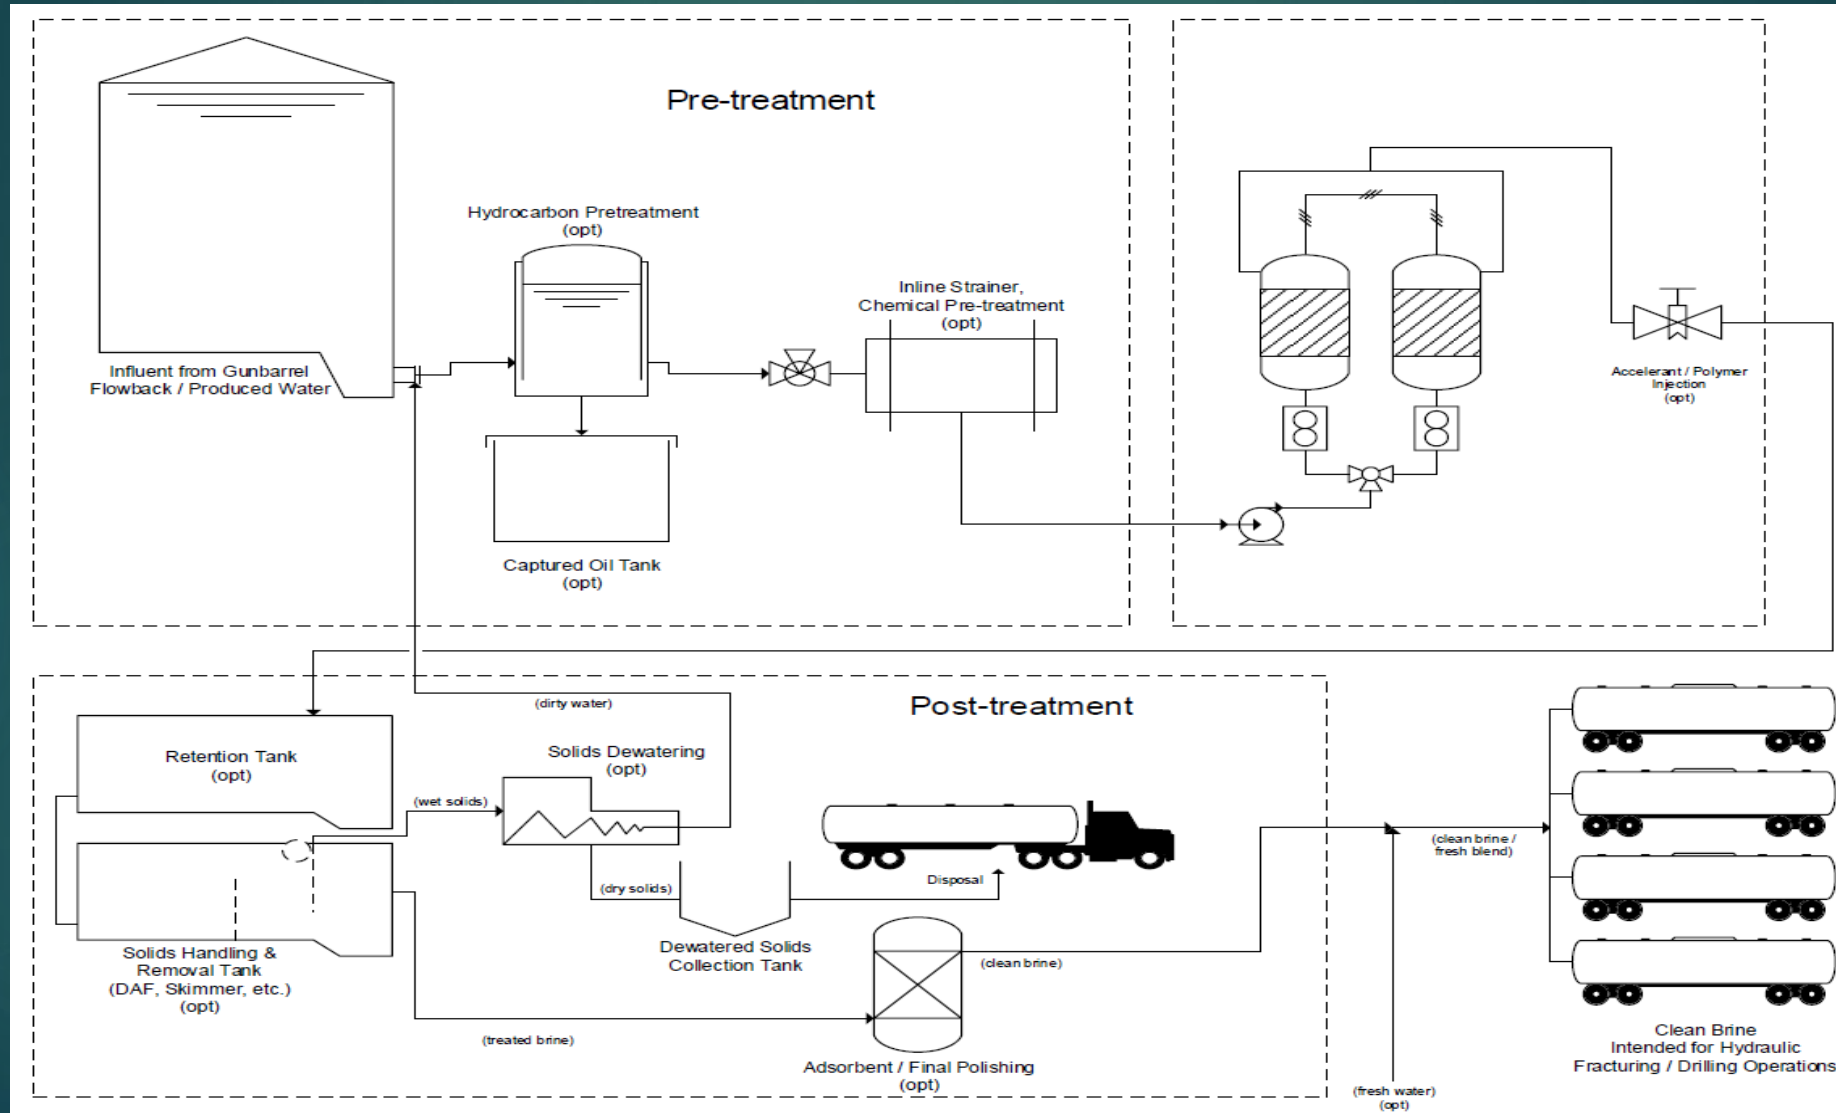 Pre-treatment
Hydrocarbon Pretreatment
(opt)
Inline Strainer,
Chemical Pre-treatment
(opt)
Influent from Gunbarrel
Flowback / Produced Water
Captured Oil Tank
(opt)
Accelerant / Polymer
Injection
(opt)
Post-treatment
(dirty water)
Retention Tank
(opt)
Solids Dewatering
(opt)
(wet solids)
(dry solids)
Disposal
Dewatered Solids
Collection Tank
Solids Handling &
Removal Tank
(DAF, Skimmer, etc.)
(opt)
(treated brine)
(clean brine)
Adsorbent / Final Polishing
(opt)
(clean brine /
fresh blend)
(fresh water)
(opt)
Clean Brine
Intended for Hydraulic
Fracturing / Drilling Operations